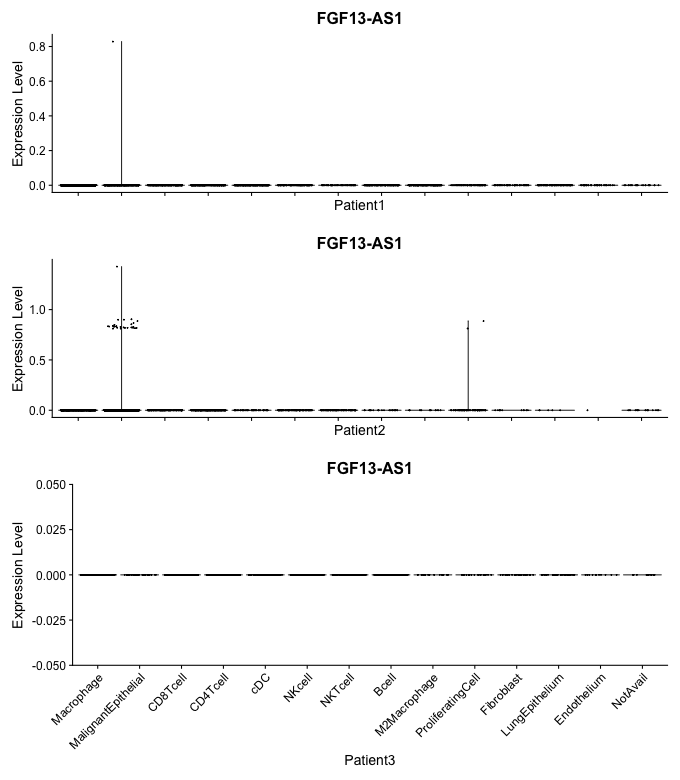 FGF13-AS1
Expression Level
0.8
0.6
0.4
0.2
0.0
Patient1
FGF13-AS1
Expression Level
1.0
0.5
0.0
Patient2
FGF13-AS1
Expression Level
0.050
0.025
0.000
-0.025
-0.050
Macrophage
MalignantEpithelial
CD8Tcell
CD4Tcell
cDC
NKcell
NKTcell
Bcell
M2Macrophage
ProliferatingCell
Fibroblast
LungEpithelium
Endothelium
NotAvail
Patient3